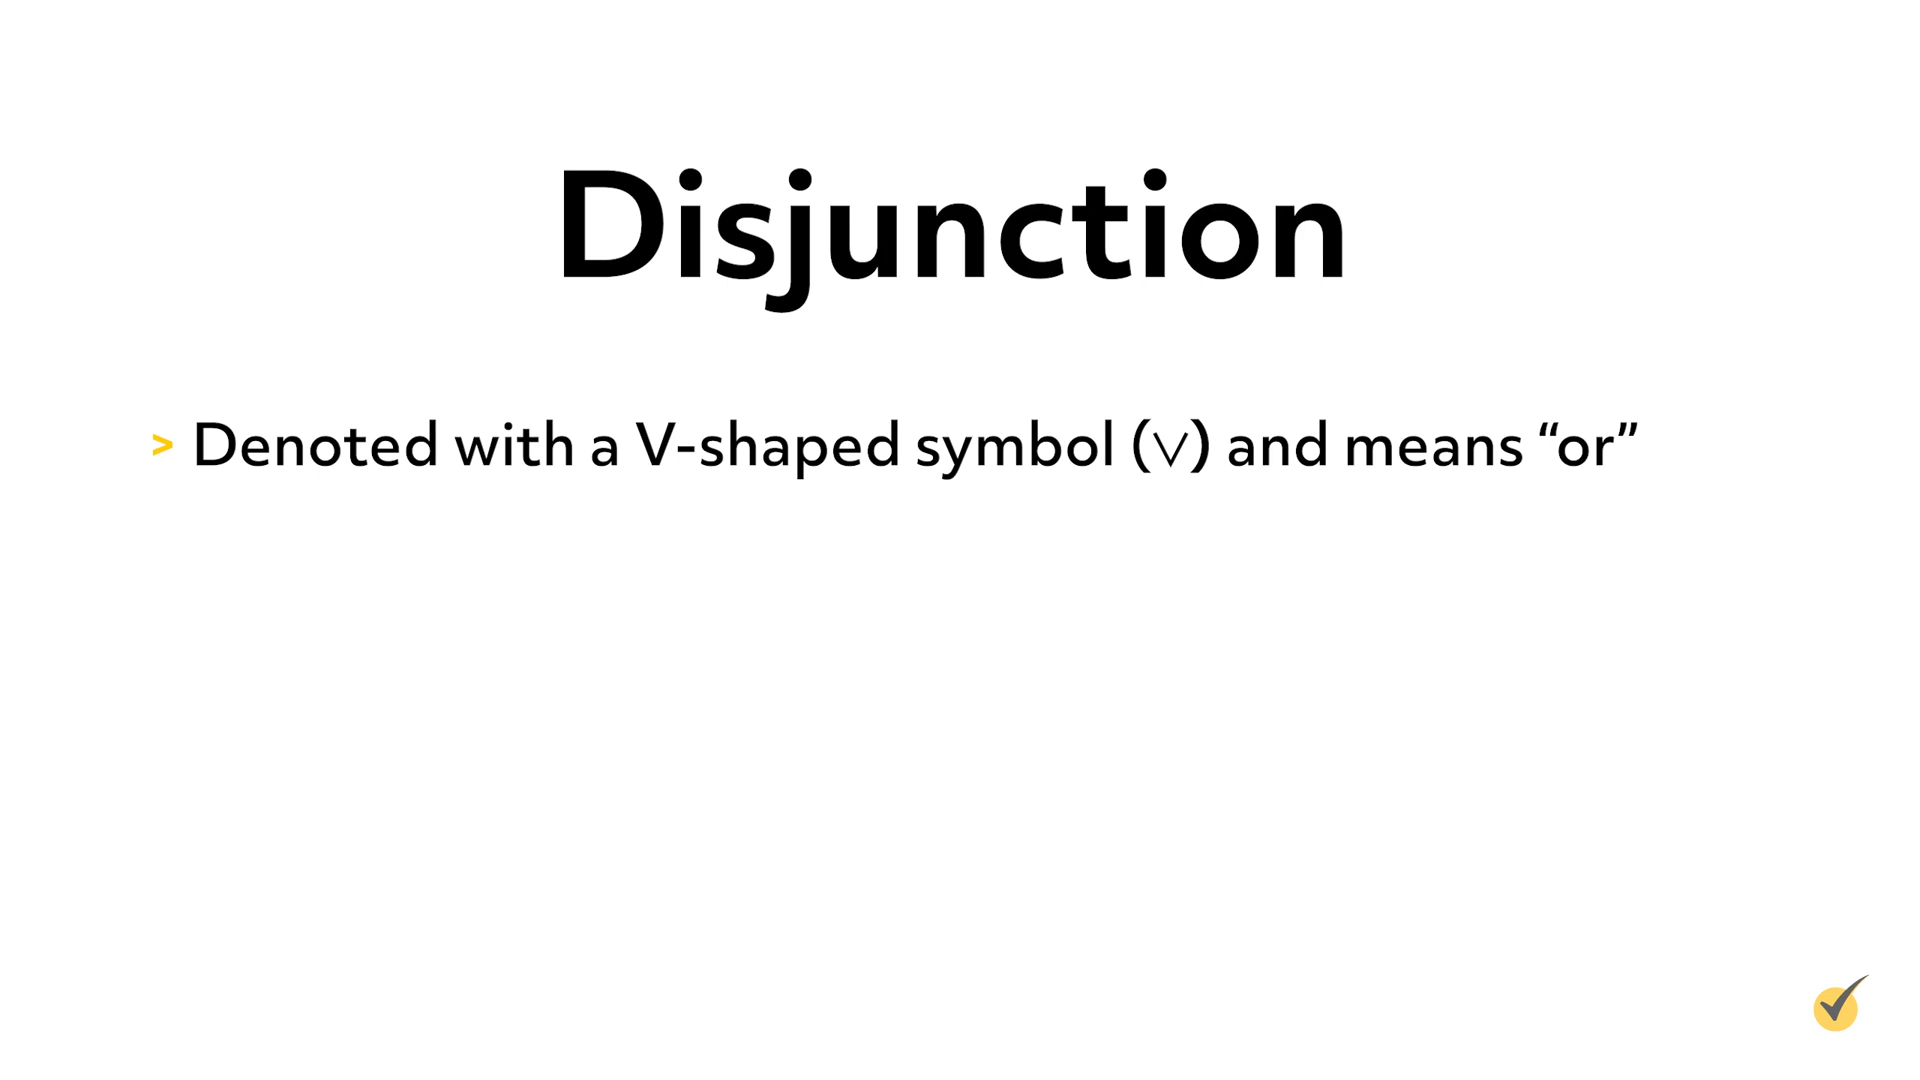 Disjunction
> Denoted with a V-shaped symbol (∨) and means “or”